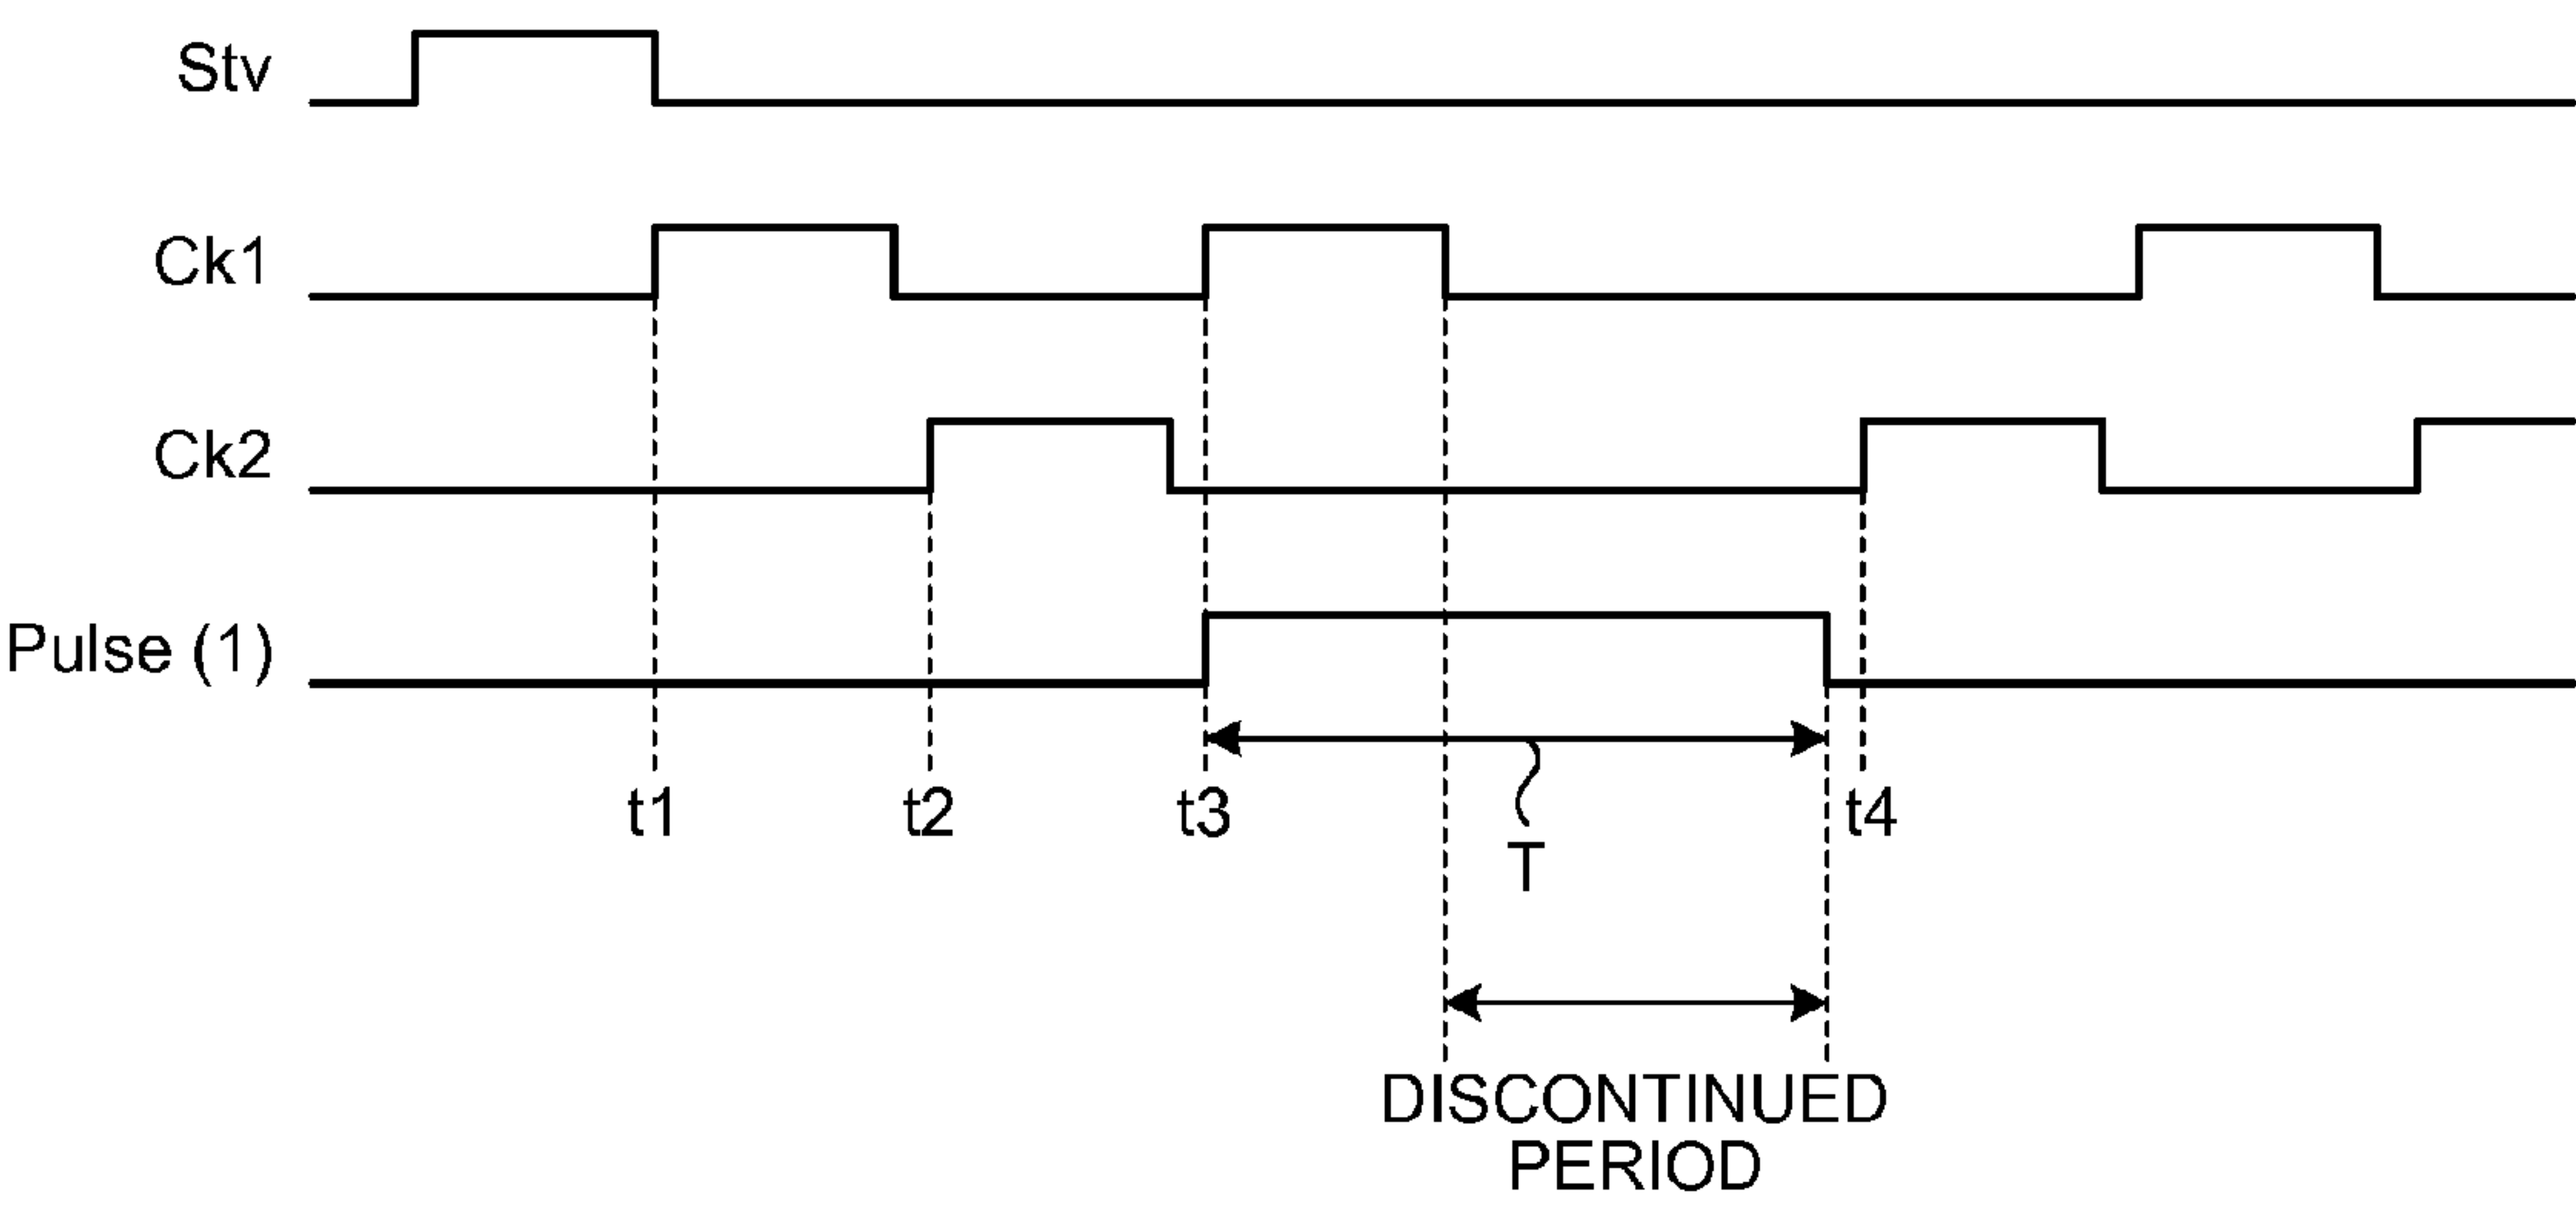 Stv
Ck1
Ck2
Pulse (1)
t1 t2 t3 t4
T
DISCONTINUED
PERIOD